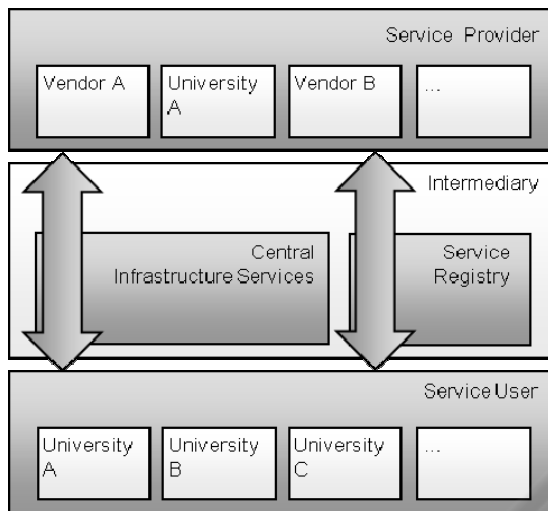 Service Provider
Vendor A
University
A
Vendor B
...
Intermediary
Central
Infrastructure Services
Service
Registry
Service User
University
A
University
B
University
C
...